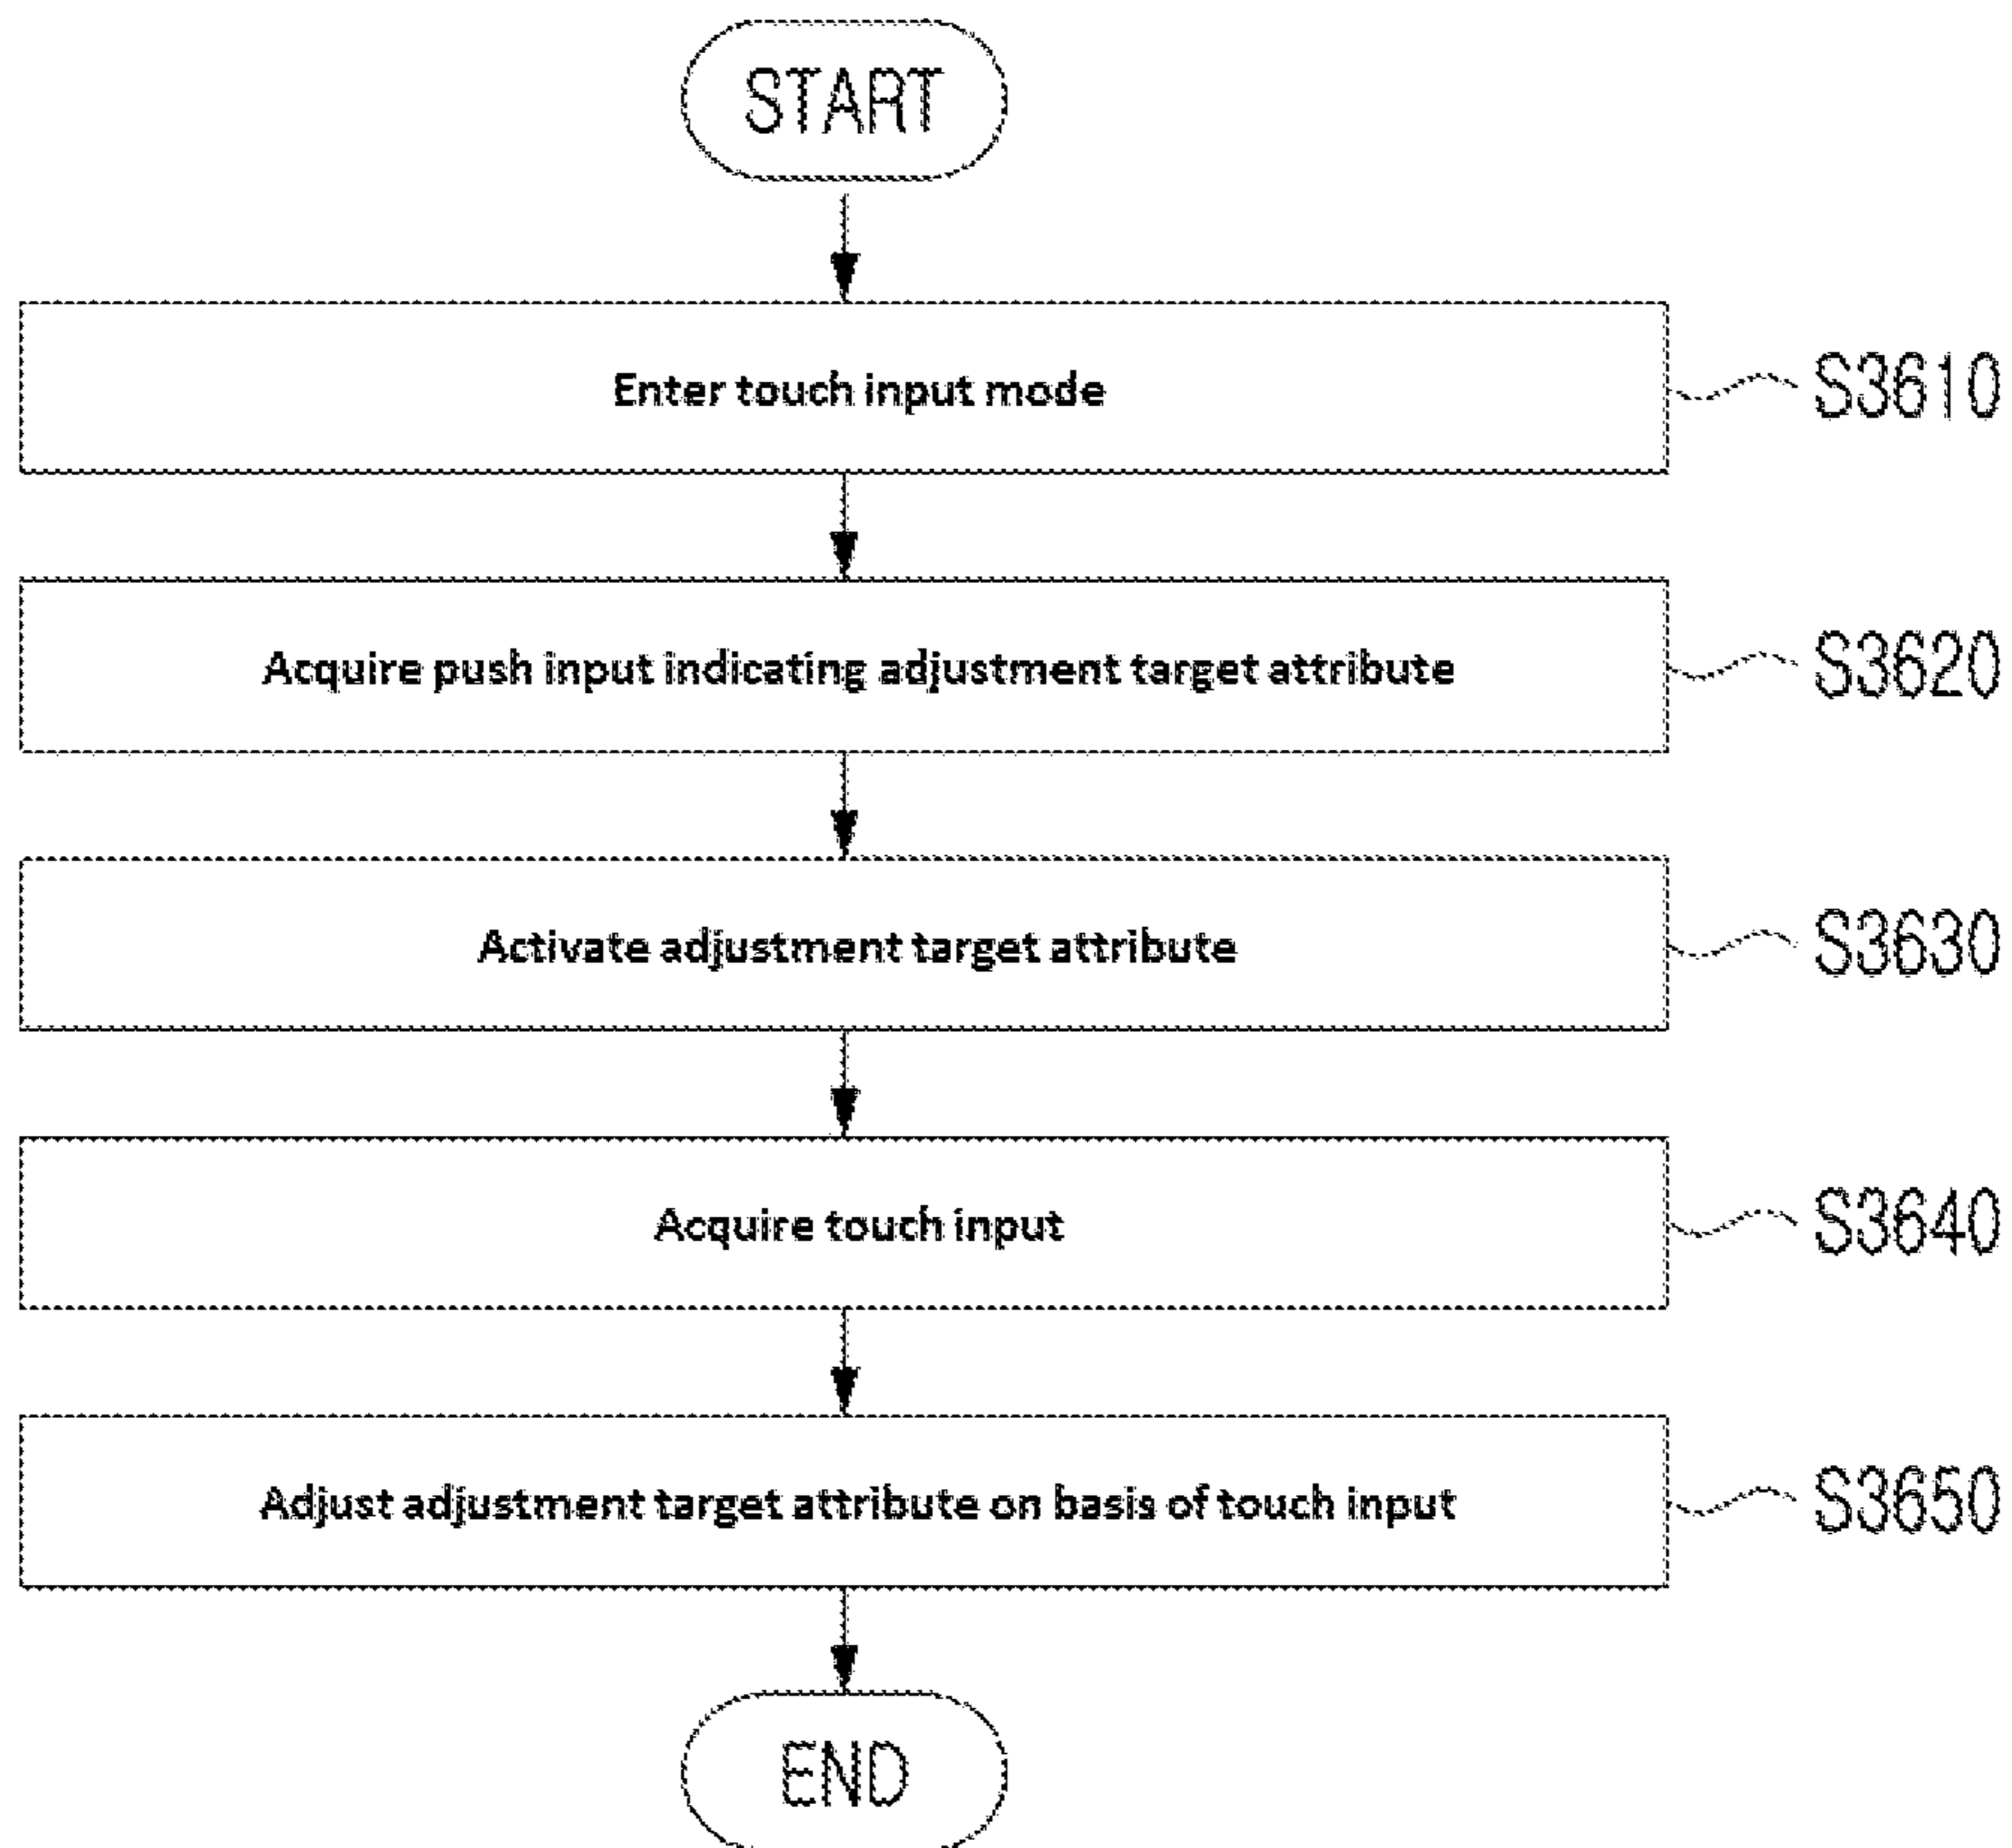 START
Enter touch input mode
S3610
Acquire push input indicating adjustment target attribute
S3620
Activate adjustment target attribute
S3630
Acquire touch input
S3640
Adjust adjustment target attribute on basis of touch input
S3650
END